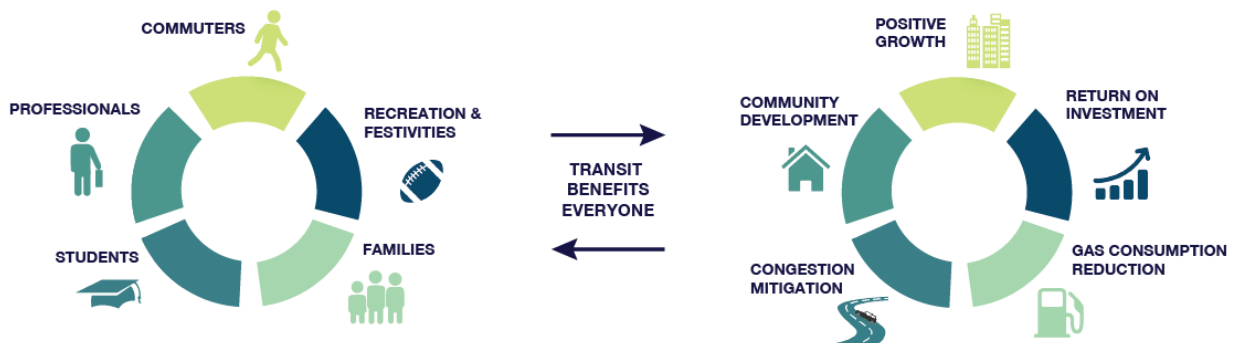 COMMUTERS
PROFESSIONALS
RECREATION &
FESTIVITIES
STUDENTS
FAMILIES
TRANSIT
BENEFITS
EVERYONE
POSITIVE
GROWTH
COMMUNITY
DEVELOPMENT
RETURN ON
INVESTMENT
CONGESTION
MITIGATION
GAS CONSUMPTION
REDUCTION